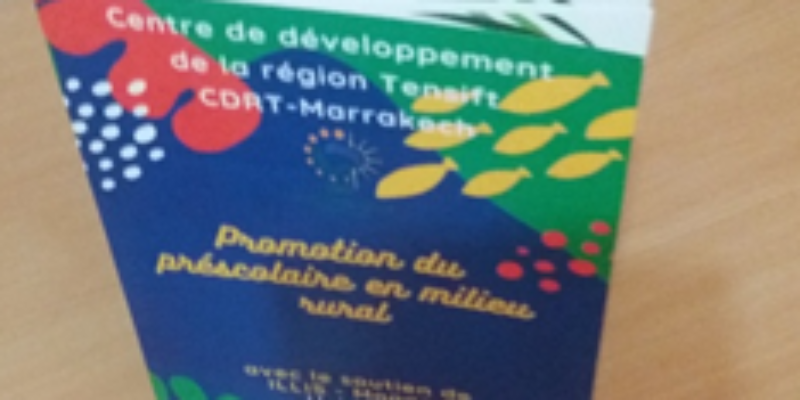 Centre de développement
de la région Tensift
CDRT-Marrakech
Promotion du
préscolaire en milieu
rural
avec le soutien de